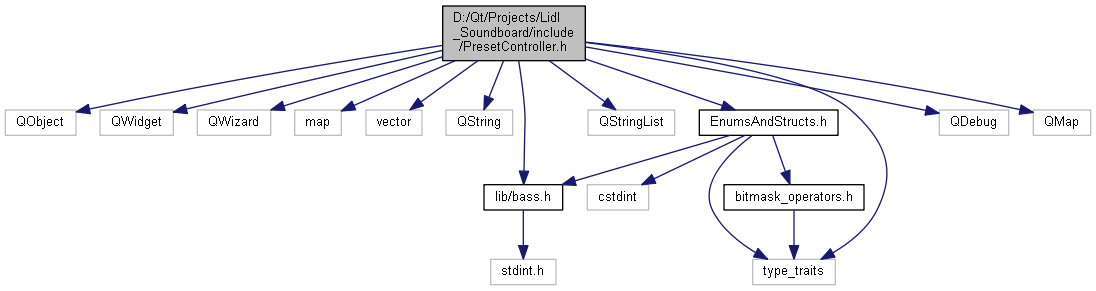 D:/Qt/Projects/Lidl
_Soundboard/include
/PresetController.h
QObject
QWidget
QWizard
map
vector
QString
QStringList
EnumsAndStructs.h
QDebug
QMap
lib/bass.h
cstdint
bitmask_operators.h
stdint.h
type_traits